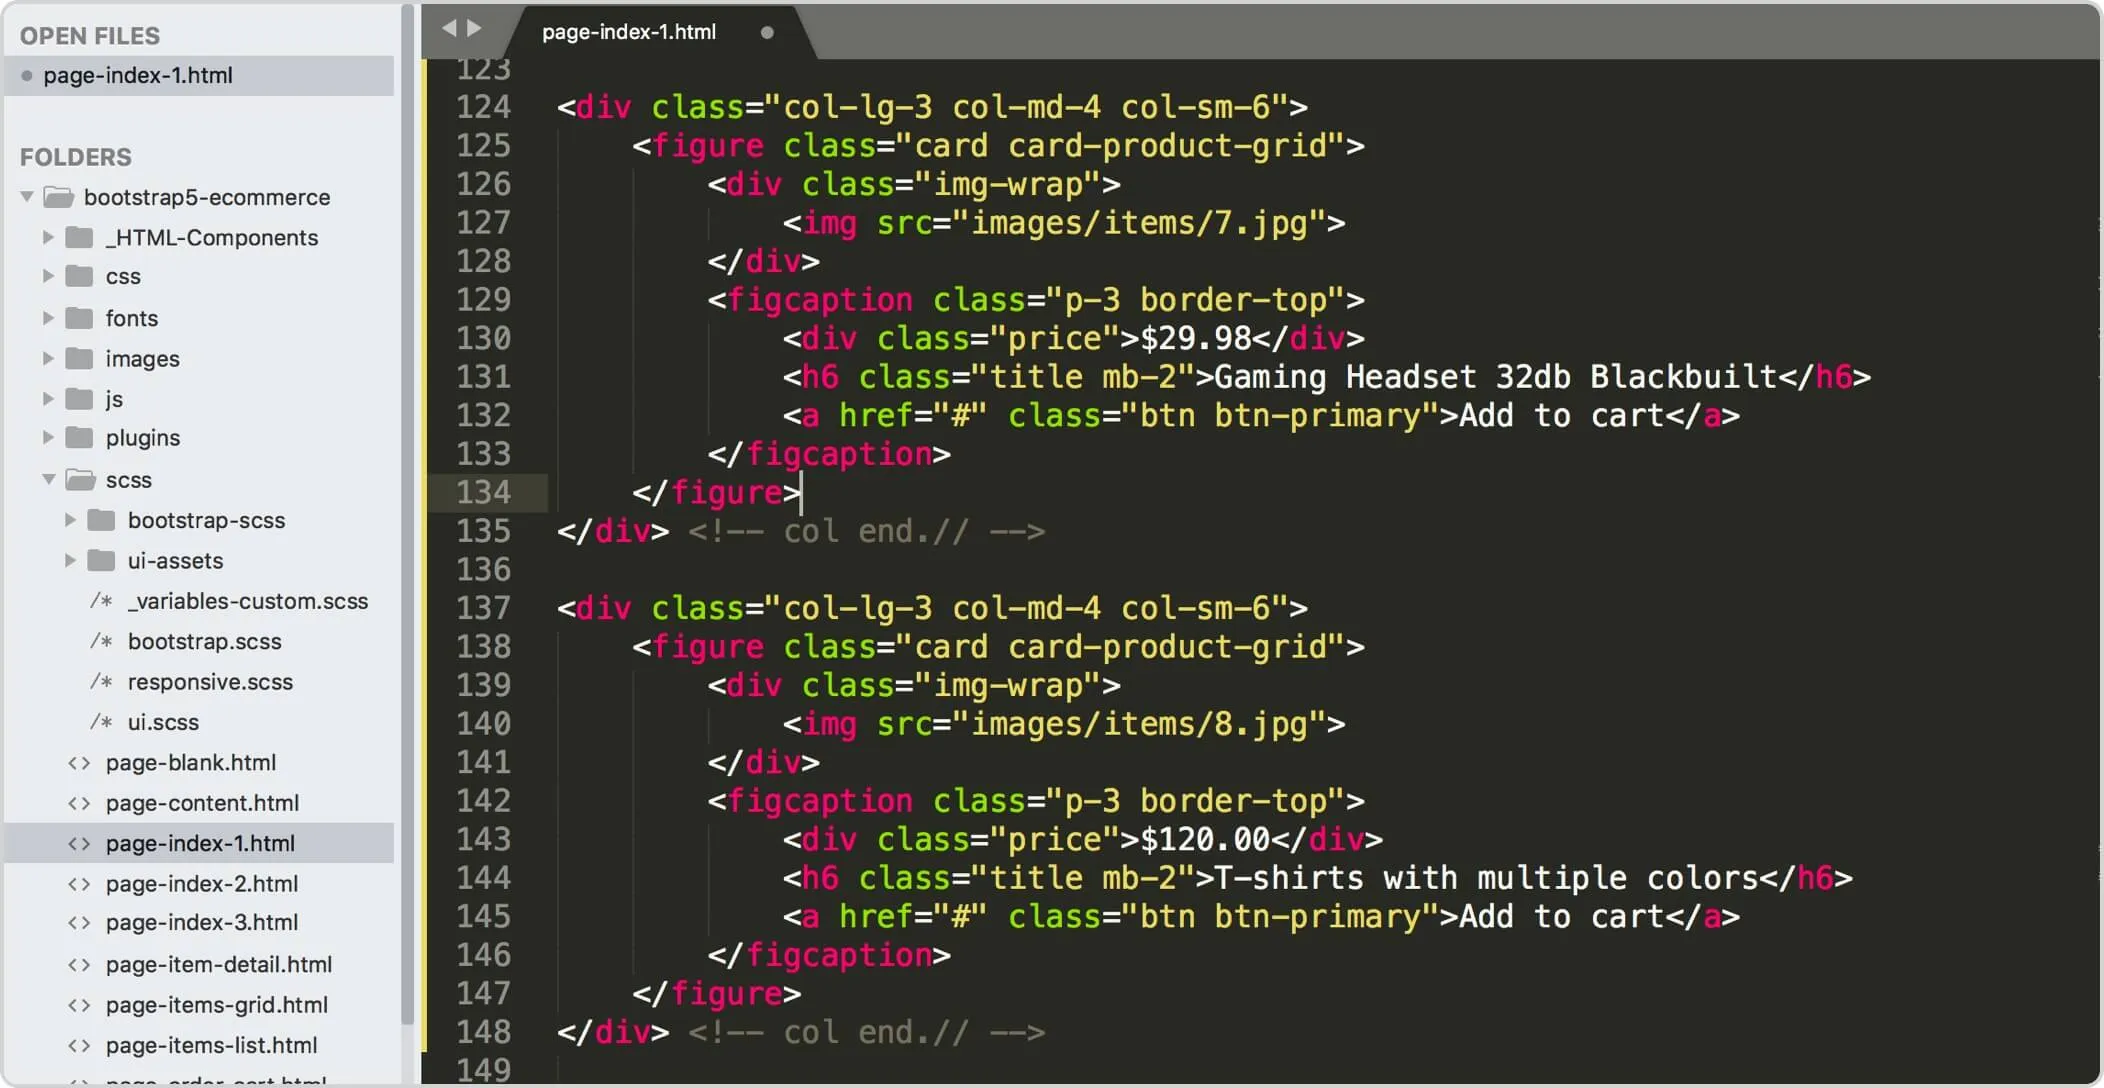 OPEN FILES
page-index-1.html
FOLDERS
bootstrap5-ecommerce
_HTML-Components
css
fonts
images
js
plugins
scss
bootstrap-scss
ui-assets
/* _variables-custom.scss
/* bootstrap.scss
/* responsive.scss
/* ui.scss
<> page-blank.html
<> page-content.html
<> page-index-1.html
<> page-index-2.html
<> page-index-3.html
<> page-item-detail.html
<> page-items-grid.html
<> page-items-list.html
page-index-1.html
123
124 <div class="col-lg-3 col-md-4 col-sm-6">
125 <figure class="card card-product-grid">
126 <div class="img-wrap">
127 <img src="images/items/7.jpg">
128 </div>
129 <figcaption class="p-3 border-top">
130 <div class="price">$29.98</div>
131 <h6 class="title mb-2">Gaming Headset 32db Blackbuilt</h6>
132 <a href="#" class="btn btn-primary">Add to cart</a>
133 </figcaption>
134 </figure>
135 </div> <!-- col end.// -->
136
137 <div class="col-lg-3 col-md-4 col-sm-6">
138 <figure class="card card-product-grid">
139 <div class="img-wrap">
140 <img src="images/items/8.jpg">
141 </div>
142 <figcaption class="p-3 border-top">
143 <div class="price">$120.00</div>
144 <h6 class="title mb-2">T-shirts with multiple colors</h6>
145 <a href="#" class="btn btn-primary">Add to cart</a>
146 </figcaption>
147 </figure>
148 </div> <!-- col end.// -->
149